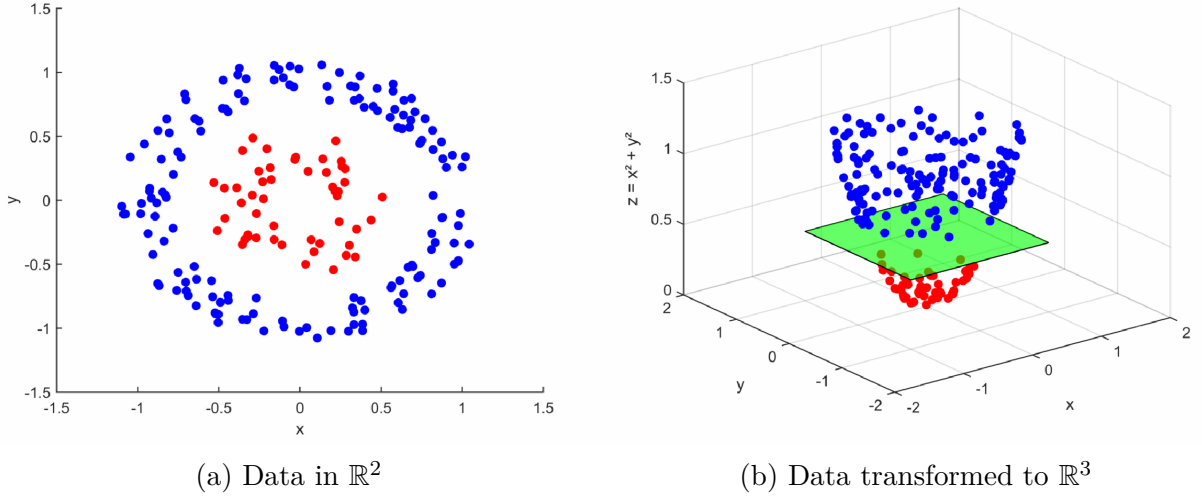 1.5
1
0.5
0
-0.5
-1
-1.5
y
-1.5 -1 -0.5 0 0.5 1 1.5
x
(a) Data in ℝ²
1.5
1
0.5
0
z = x² + y²
2
1
0
-1
-2
y
-2
-1
0
1
2
x
(b) Data transformed to ℝ³